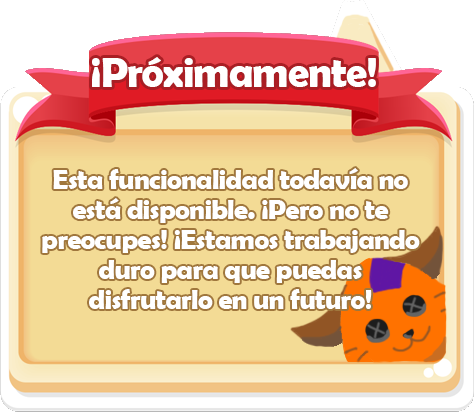 ¡Próximamente!
Esta funcionalidad todavía no
está disponible. ¡Pero no te
preocupes! ¡Estamos trabajando
duro para que puedas
disfrutarlo en un futuro!